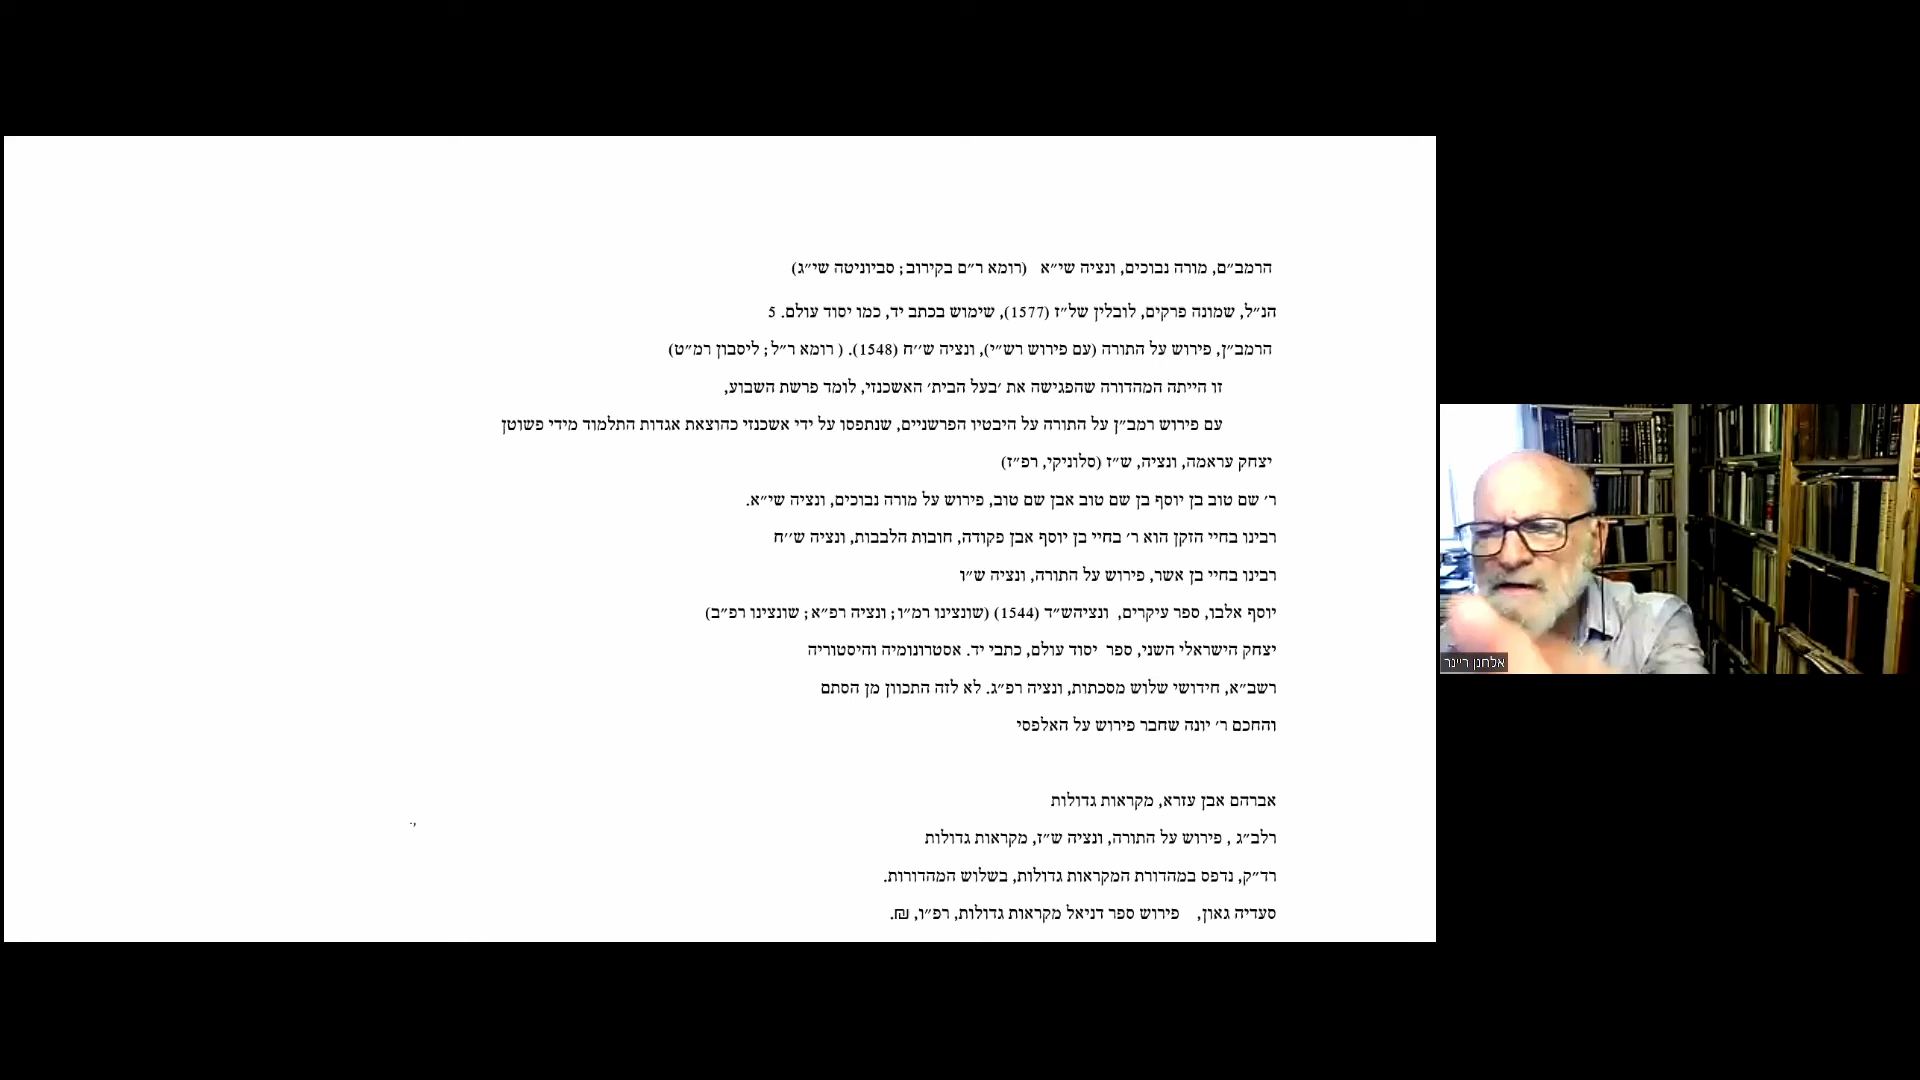 הרמב״ם, מורה נבוכים, ונציה שי״א (רומא ר״ם בקירוב; סביוניטה שי״ג)
הנ״ל, שמונה פרקים, לובלין של״ז (1577), שימוש בכתב יד, כמו יסוד עולם. 5
הרמב״ן, פירוש על התורה (עם פירוש רש״י), ונציה ש׳׳ח (1548). ( רומא ר״ל; ליסבון רמ״ט)
זו הייתה המהדורה שהפגישה את ׳בעל הבית׳ האשכנזי, לומד פרשת השבוע,
עם פירוש רמב״ן על התורה על היבטיו הפרשניים, שנתפסו על ידי אשכנזי כהוצאת אגדות התלמוד מידי פשוטן
יצחק עראמה, ונציה, ש״ז (סלוניקי, רפ״ז)
ר׳ שם טוב בן יוסף בן שם טוב אבן שם טוב, פירוש על מורה נבוכים, ונציה שי״א.
רבינו בחיי הזקן הוא ר׳ בחיי בן יוסף אבן פקודה, חובות הלבבות, ונציה ש׳׳ח
רבינו בחיי בן אשר, פירוש על התורה, ונציה ש״ו
יוסף אלבו, ספר עיקרים, ונציהש״ד (1544) (שונצינו רמ״ו; ונציה רפ״א; שונצינו רפ״ב)
יצחק הישראלי השני, ספר יסוד עולם, כתבי יד. אסטרונומיה והיסטוריה
רשב״א, חידושי שלוש מסכתות, ונציה רפ״ג. לא לזה התכוון מן הסתם
והחכם ר׳ יונה שחבר פירוש על האלפסי
אברהם אבן עזרא, מקראות גדולות
רלב״ג , פירוש על התורה, ונציה ש״ז, מקראות גדולות
רד״ק, נדפס במהדורת המקראות גדולות, בשלוש המהדורות.
סעדיה גאון, פירוש ספר דניאל מקראות גדולות, רפ״ו, ₪.
,.
אלחנן ריינר